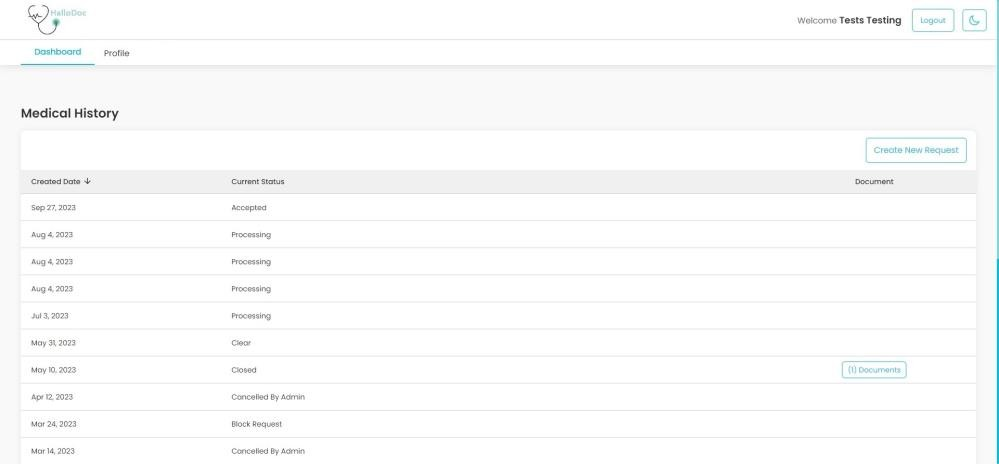 HalloDoc
Welcome Tests Testing Logout
Dashboard Profile
Medical History
Create New Request
Created Date Current Status Document
Sep 27, 2023 Accepted
Aug 4, 2023 Processing
Aug 4, 2023 Processing
Aug 4, 2023 Processing
Jul 3, 2023 Processing
May 31, 2023 Clear
May 10, 2023 Closed (1) Documents
Apr 12, 2023 Cancelled By Admin
Mar 24, 2023 Block Request
Mar 14, 2023 Cancelled By Admin